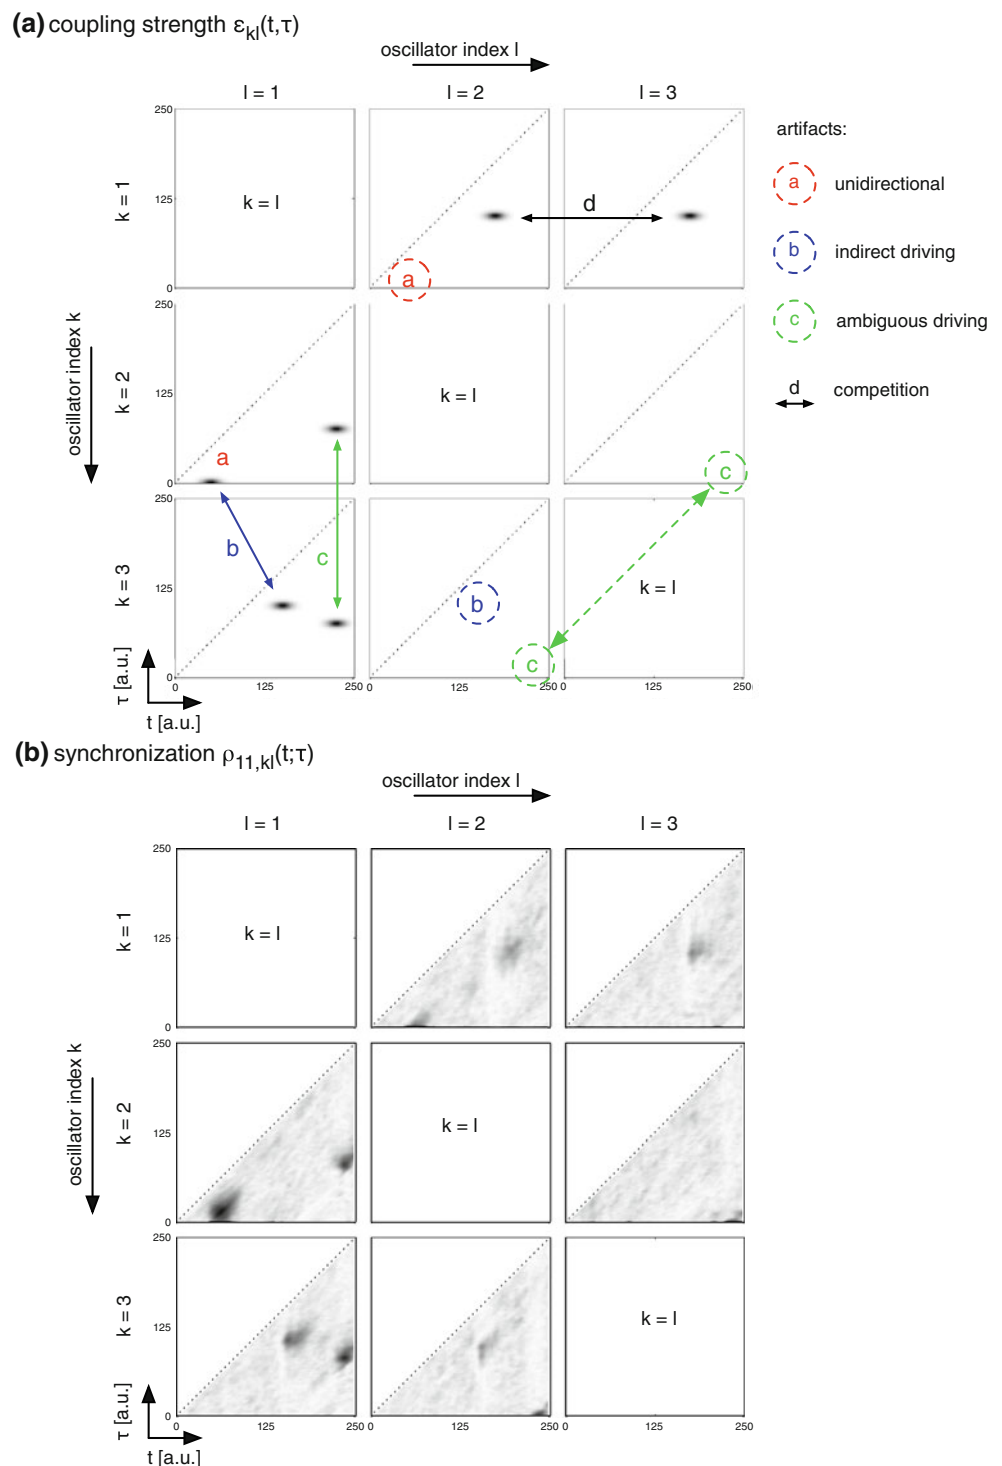 (a) coupling strength ε_kl(t,τ)
oscillator index l
l = 1 l = 2 l = 3
artifacts:
a unidirectional
b indirect driving
c ambiguous driving
d competition
oscillator index k
k = 1
250
125
0
k = l
d
a
k = 2
250
125
0
a
k = l
c
k = 3
250
125
0
b
c
b
c
k = l
0 125 250
0 125 250
0 125 250
τ [a.u.]
t [a.u.]
(b) synchronization ρ_11,kl(t;τ)
oscillator index l
l = 1 l = 2 l = 3
oscillator index k
k = 1
250
125
0
k = l
k = 2
250
125
0
k = l
k = 3
250
125
0
k = l
0 125 250
0 125 250
0 125 250
τ [a.u.]
t [a.u.]